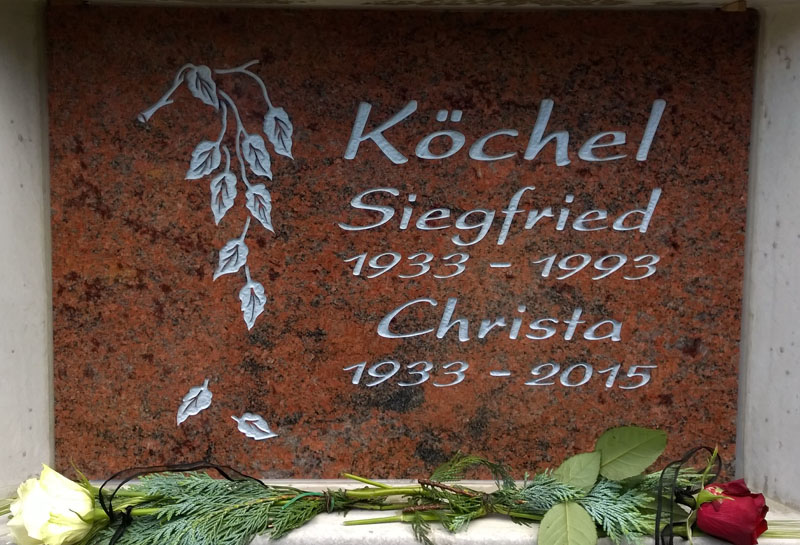 Köchel
Siegfried
1933 - 1993
Christa
1933 - 2015